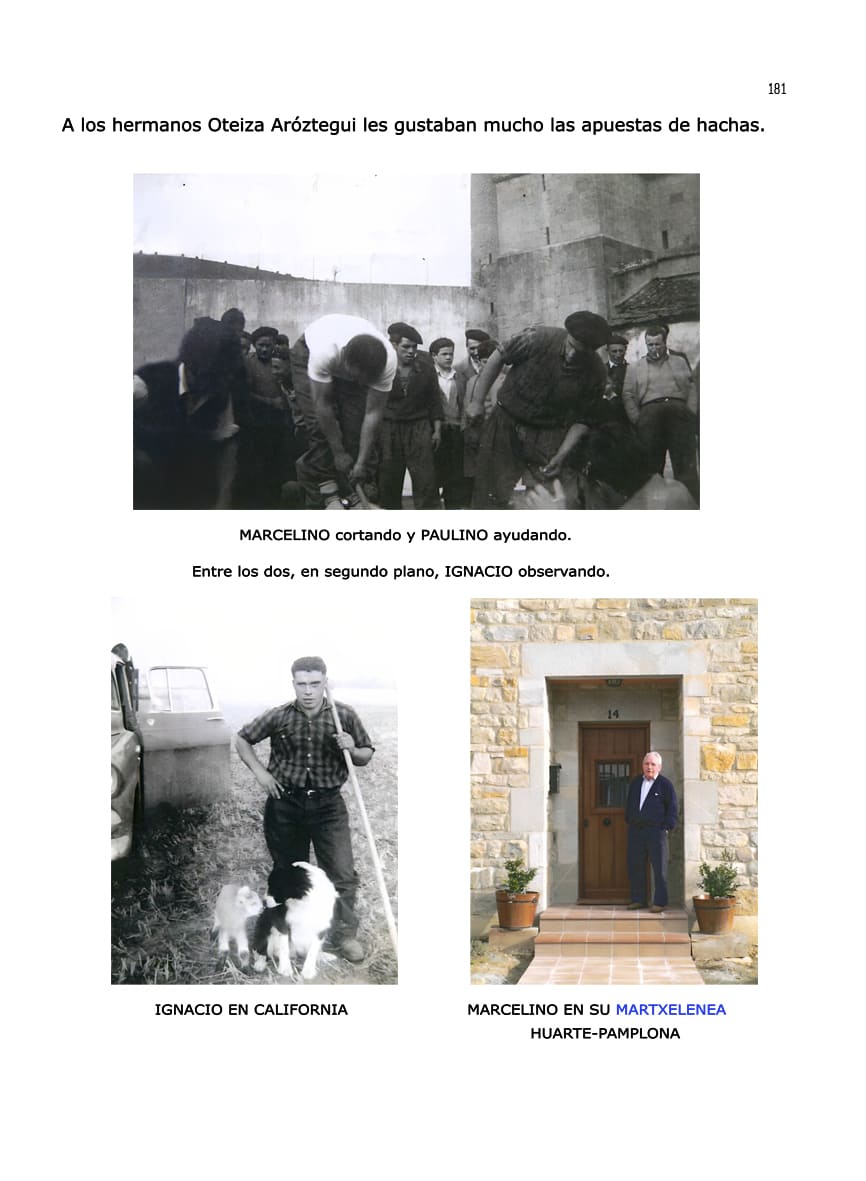 181
A los hermanos Oteiza Aróztegui les gustaban mucho las apuestas de hachas.
MARCELINO cortando y PAULINO ayudando.
Entre los dos, en segundo plano, IGNACIO observando.
14
IGNACIO EN CALIFORNIA
MARCELINO EN SU MARTXELENEA
HUARTE-PAMPLONA